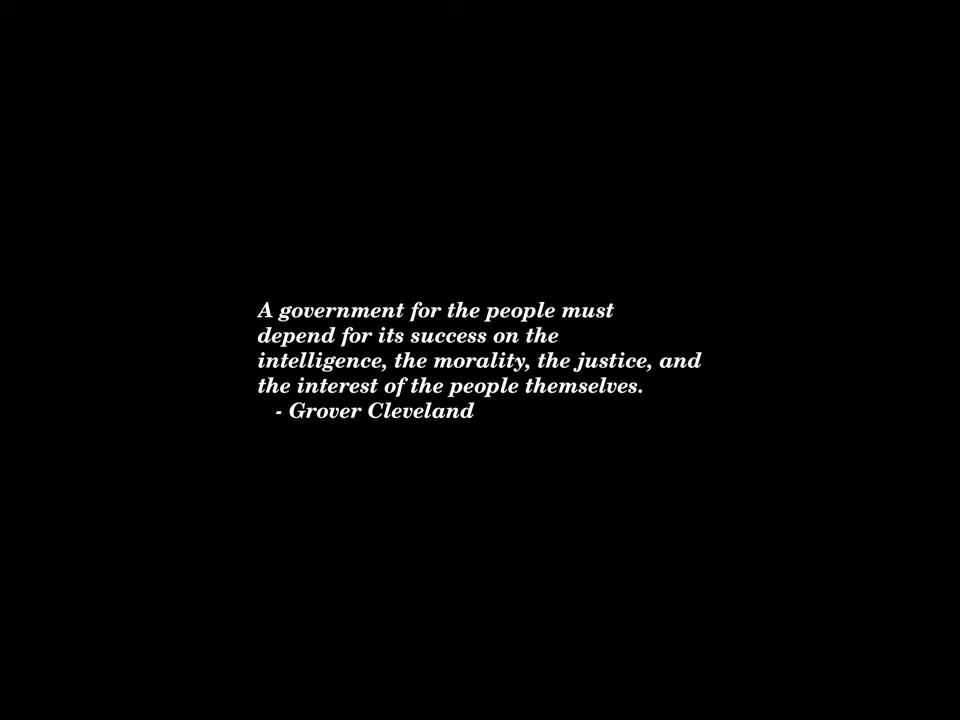 A government for the people must
depend for its success on the
intelligence, the morality, the justice, and
the interest of the people themselves.
- Grover Cleveland